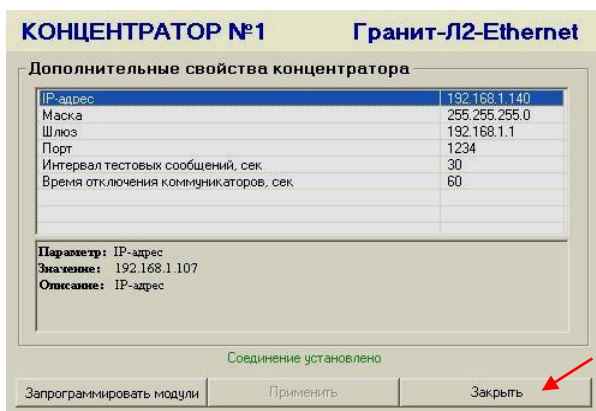 КОНЦЕНТРАТОР №1 Гранит-Л2-Ethernet
Дополнительные свойства концентратора
IP-адрес 192.168.1.140
Маска 255.255.255.0
Шлюз 192.168.1.1
Порт 1234
Интервал тестовых сообщений, сек 30
Время отключения коммуникаторов, сек 60
Параметр: IP-адрес
Значение: 192.168.1.107
Описание: IP-адрес
Соединение установлено
Запрограммировать модули Применить Закрыть